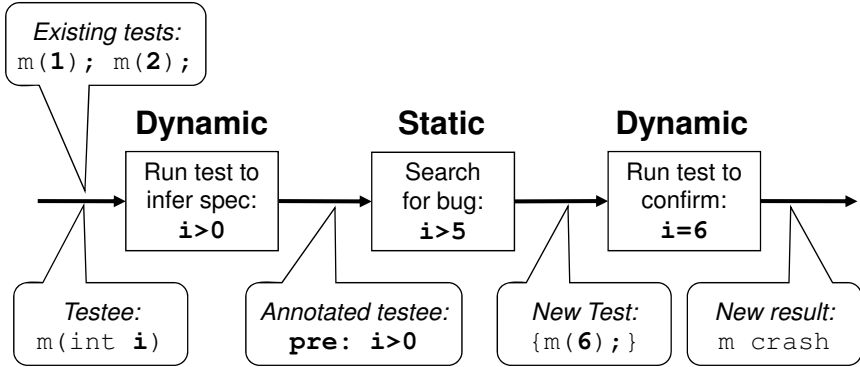 Existing tests:
m(1); m(2);
Dynamic
Static
Dynamic
Run test to
infer spec:
i>0
Search
for bug:
i>5
Run test to
confirm:
i=6
Testee:
m(int i)
Annotated testee:
pre: i>0
New Test:
{m(6);}
New result:
m crash